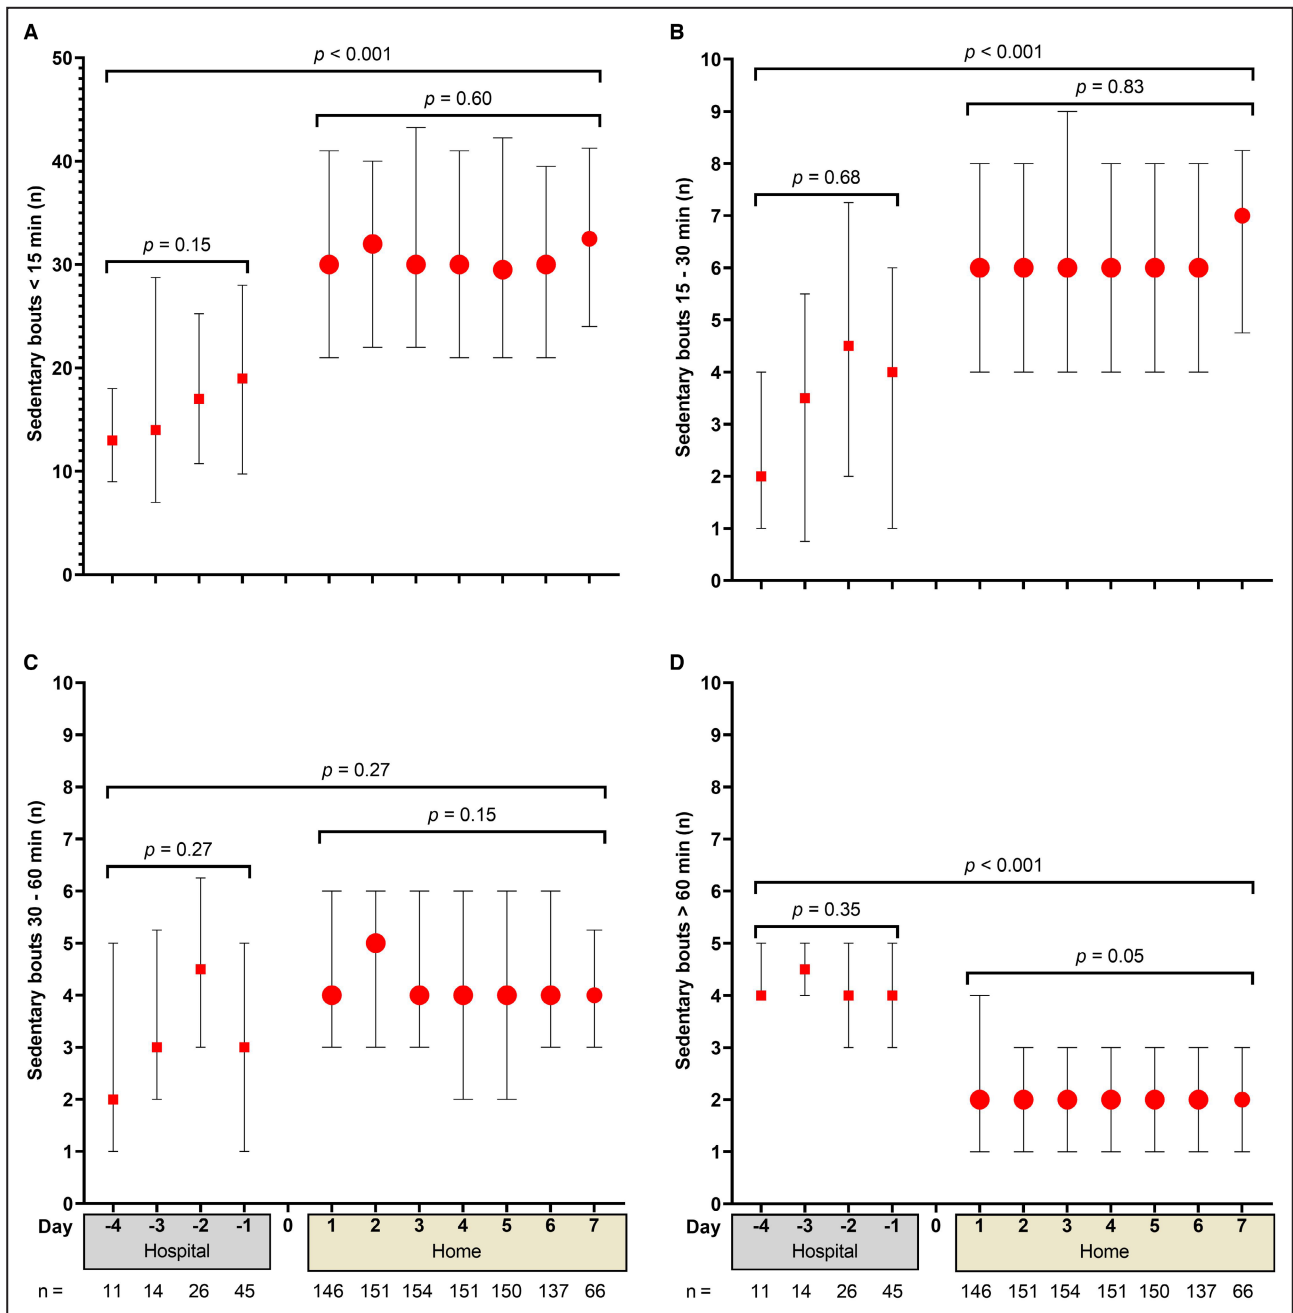 A
p < 0.001
p = 0.60
p = 0.15
Sedentary bouts < 15 min (n)
50
40
30
20
10
0
B
p < 0.001
p = 0.83
p = 0.68
Sedentary bouts 15 - 30 min (n)
10
9
8
7
6
5
4
3
2
1
0
C
p = 0.27
p = 0.15
p = 0.27
Sedentary bouts 30 - 60 min (n)
10
9
8
7
6
5
4
3
2
1
0
Day -4 -3 -2 -1 0 1 2 3 4 5 6 7
Hospital Home
n = 11 14 26 45 146 151 154 151 150 137 66
D
p < 0.001
p = 0.35
p = 0.05
Sedentary bouts > 60 min (n)
10
9
8
7
6
5
4
3
2
1
0
Day -4 -3 -2 -1 0 1 2 3 4 5 6 7
Hospital Home
n = 11 14 26 45 146 151 154 151 150 137 66